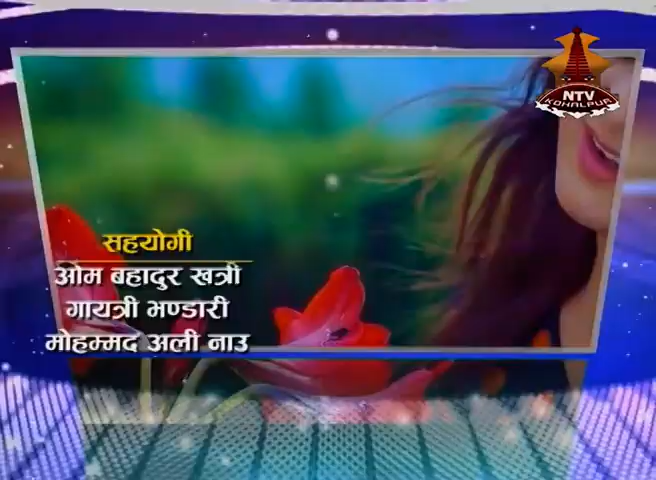 NTV
KOHALPUR
सहयोगी
ओम बहादुर खत्री
गायत्री भण्डारी
मोहम्मद अली नाउ